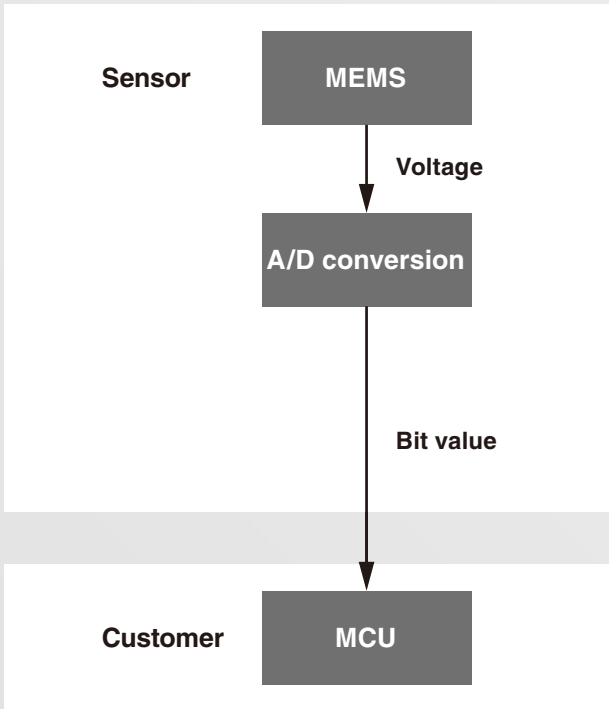 Sensor
MEMS
Voltage
A/D conversion
Bit value
Customer
MCU